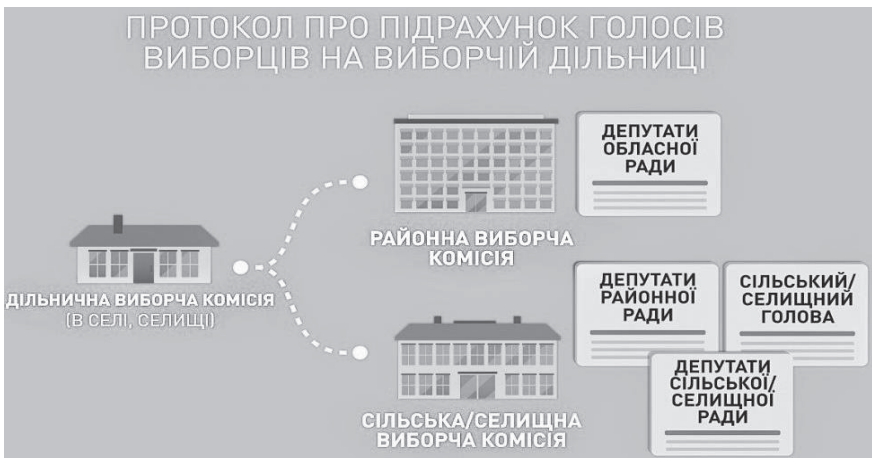 ПРОТОКОЛ ПРО ПІДРАХУНОК ГОЛОСІВ
ВИБОРЦІВ НА ВИБОРЧІЙ ДІЛЬНИЦІ
ДІЛЬНИЧНА ВИБОРЧА КОМІСІЯ
(В СЕЛІ, СЕЛИЩІ)
РАЙОННА ВИБОРЧА
КОМІСІЯ
ДЕПУТАТИ
ОБЛАСНОЇ
РАДИ
СІЛЬСЬКА/СЕЛИЩНА
ВИБОРЧА КОМІСІЯ
ДЕПУТАТИ
РАЙОННОЇ
РАДИ
СІЛЬСЬКИЙ/
СЕЛИЩНИЙ
ГОЛОВА
ДЕПУТАТИ
СІЛЬСЬКОЇ/
СЕЛИЩНОЇ
РАДИ